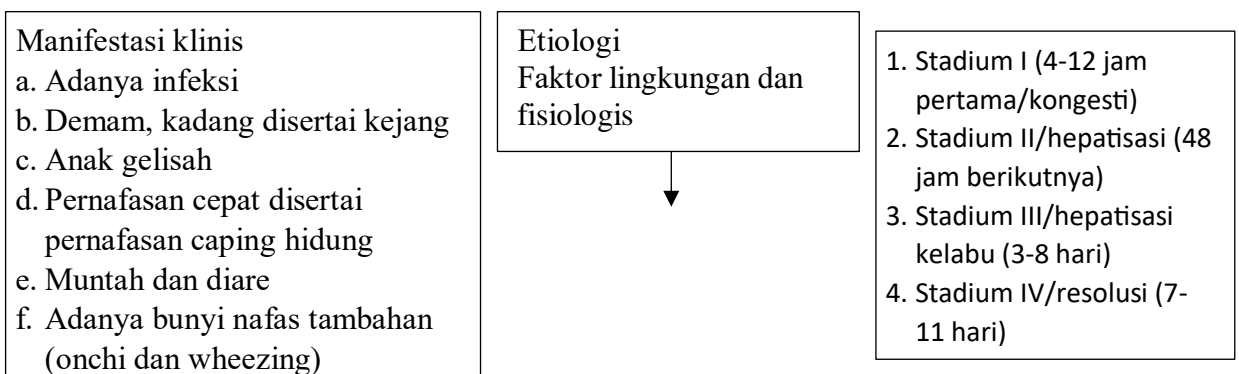 Manifestasi klinis
a. Adanya infeksi
b. Demam, kadang disertai kejang
c. Anak gelisah
d. Pernafasan cepat disertai
pernafasan caping hidung
e. Muntah dan diare
f. Adanya bunyi nafas tambahan
(onchi dan wheezing)
Etiologi
Faktor lingkungan dan
fisiologis
1. Stadium I (4-12 jam
pertama/kongesti)
2. Stadium II/hepatisasi (48
jam berikutnya)
3. Stadium III/hepatisasi
kelabu (3-8 hari)
4. Stadium IV/resolusi (7-
11 hari)